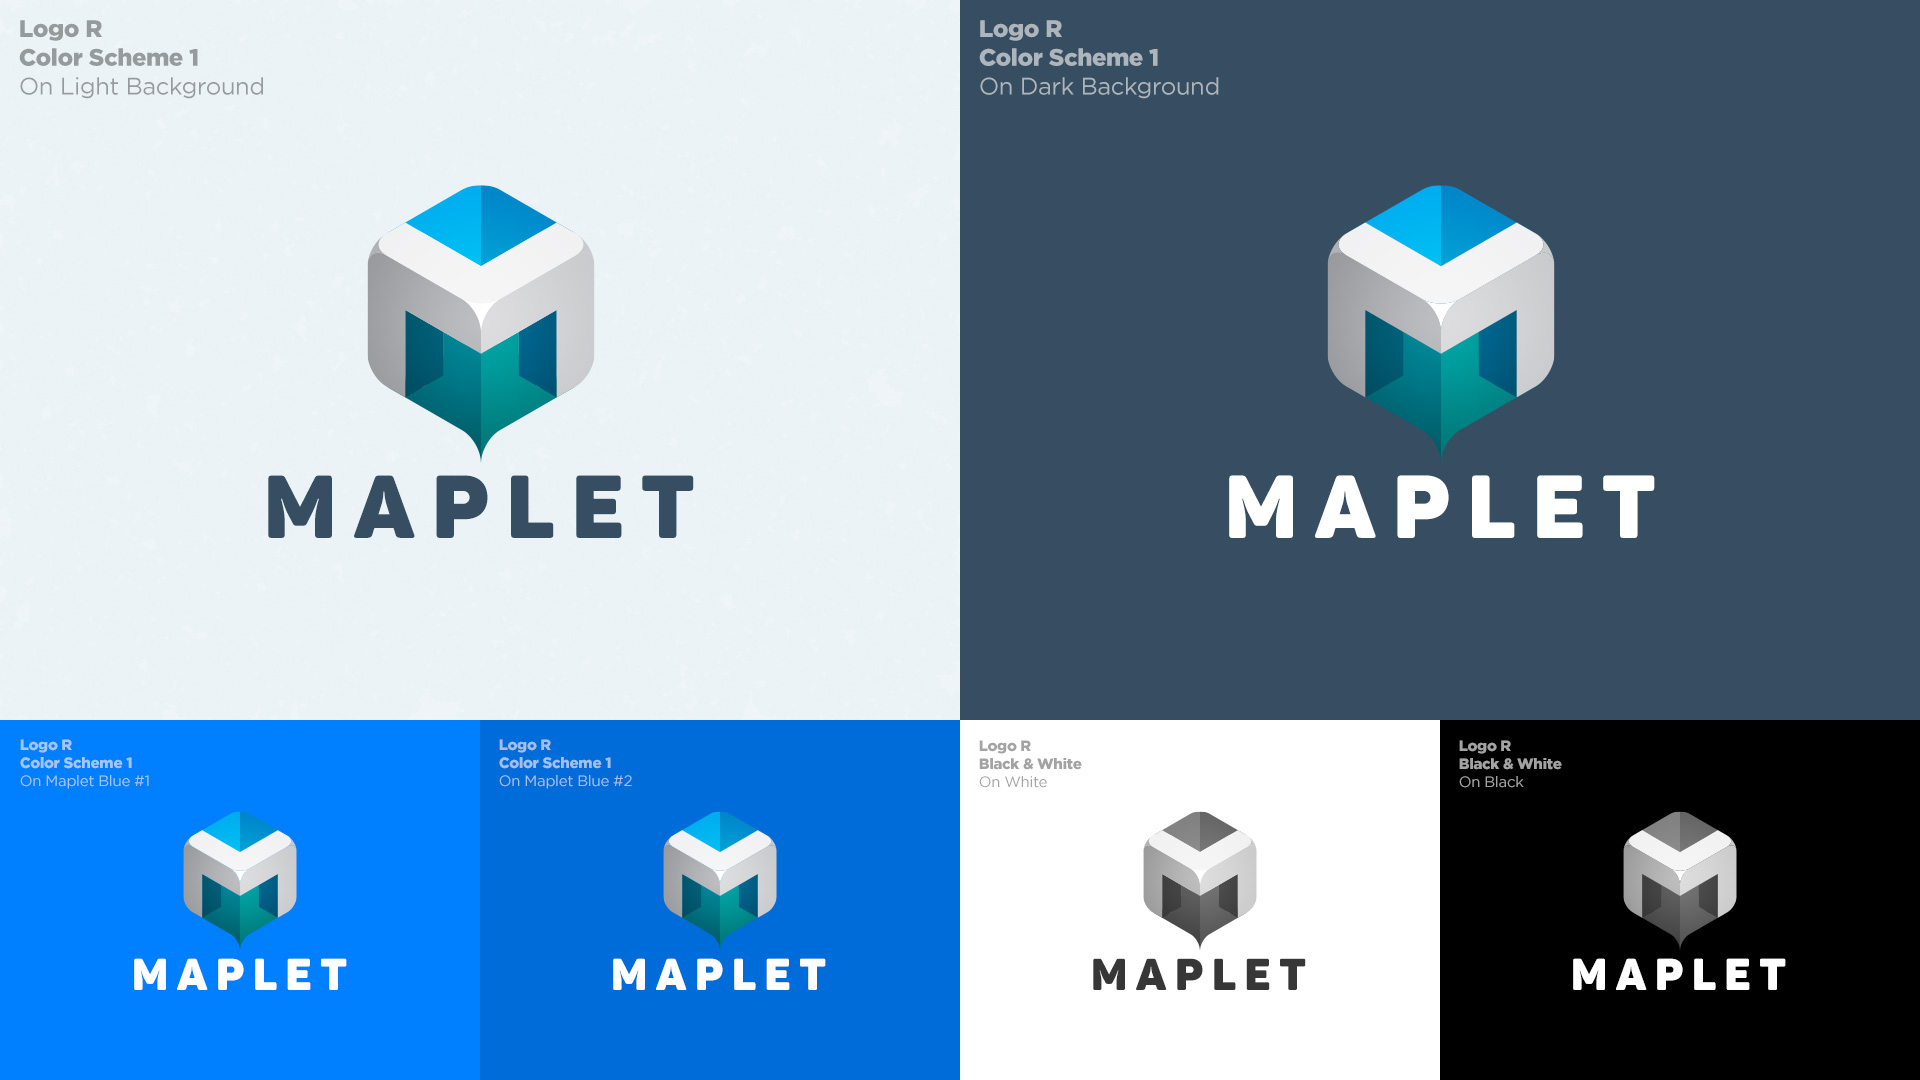 Logo R
Color Scheme 1
On Light Background
MAPLET
Logo R
Color Scheme 1
On Dark Background
MAPLET
Logo R
Color Scheme 1
On Maplet Blue #1
MAPLET
Logo R
Color Scheme 1
On Maplet Blue #2
MAPLET
Logo R
Black & White
On White
MAPLET
Logo R
Black & White
On Black
MAPLET